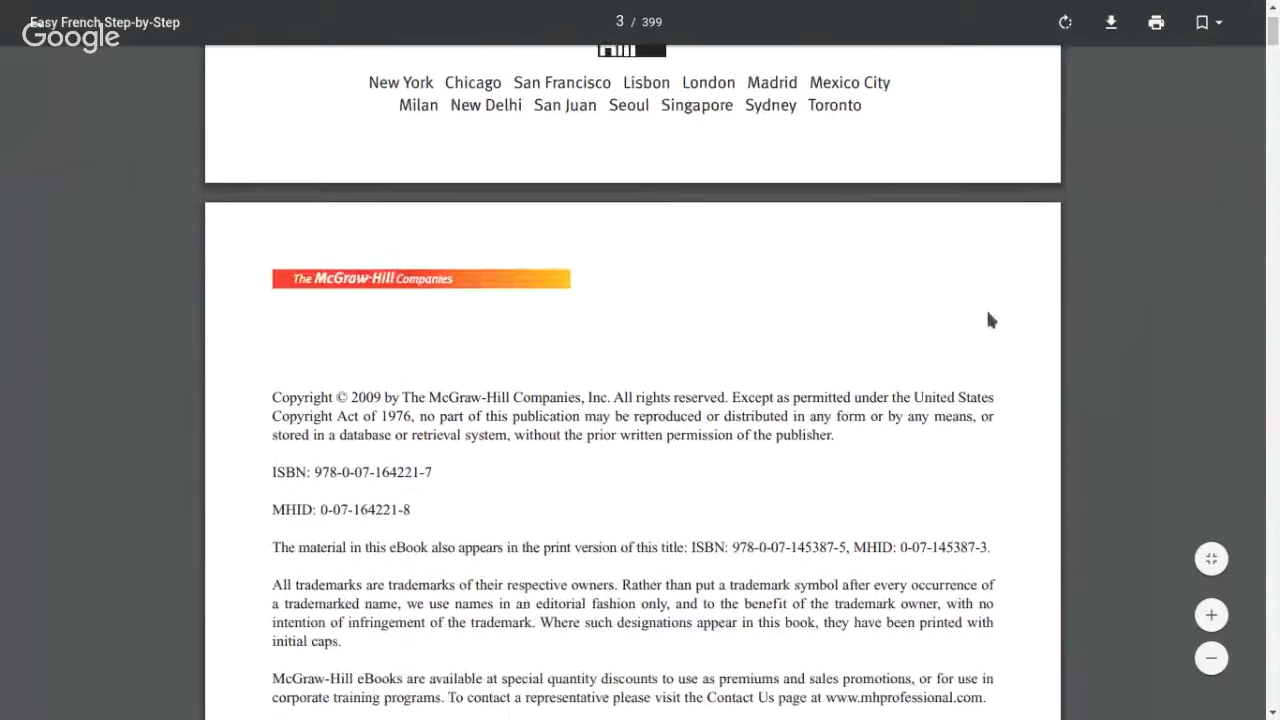 Easy French Step-by-Step
Google
3 / 399
New York Chicago San Francisco Lisbon London Madrid Mexico City
Milan New Delhi San Juan Seoul Singapore Sydney Toronto
The McGraw-Hill Companies
Copyright © 2009 by The McGraw-Hill Companies, Inc. All rights reserved. Except as permitted under the United States
Copyright Act of 1976, no part of this publication may be reproduced or distributed in any form or by any means, or
stored in a database or retrieval system, without the prior written permission of the publisher.
ISBN: 978-0-07-164221-7
MHID: 0-07-164221-8
The material in this eBook also appears in the print version of this title: ISBN: 978-0-07-145387-5, MHID: 0-07-145387-3.
All trademarks are trademarks of their respective owners. Rather than put a trademark symbol after every occurrence of
a trademarked name, we use names in an editorial fashion only, and to the benefit of the trademark owner, with no
intention of infringement of the trademark. Where such designations appear in this book, they have been printed with
initial caps.
McGraw-Hill eBooks are available at special quantity discounts to use as premiums and sales promotions, or for use in
corporate training programs. To contact a representative please visit the Contact Us page at www.mhprofessional.com.